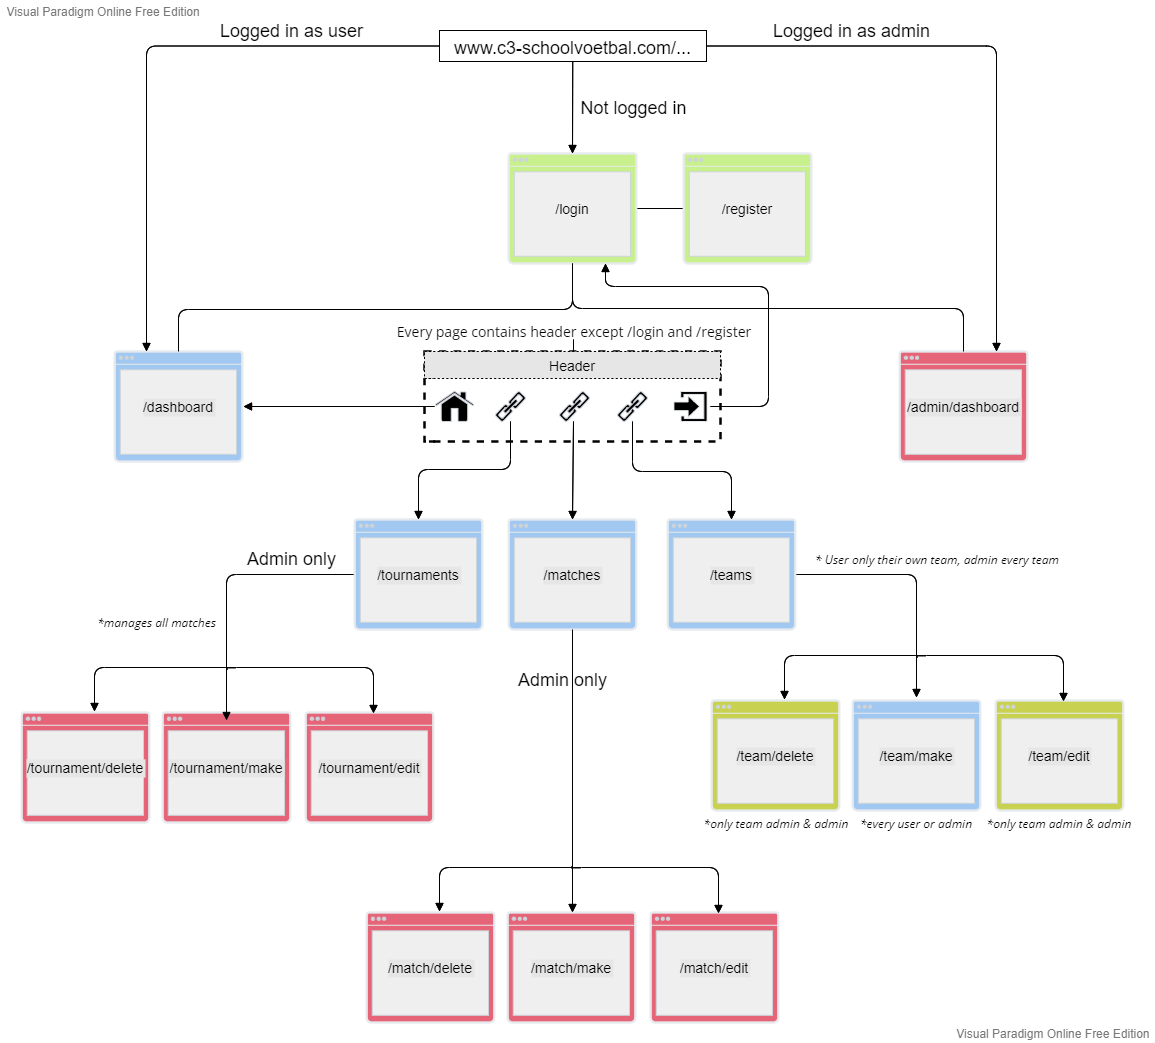 Visual Paradigm Online Free Edition
Logged in as user
www.c3-schoolvoetbal.com/...
Logged in as admin
Not logged in
/login
/register
Every page contains header except /login and /register
Header
/dashboard
/admin/dashboard
Admin only
* User only their own team, admin every team
/tournaments
/matches
/teams
*manages all matches
Admin only
/tournament/delete
/tournament/make
/tournament/edit
/team/delete
/team/make
/team/edit
*only team admin & admin
*every user or admin
*only team admin & admin
/match/delete
/match/make
/match/edit
Visual Paradigm Online Free Edition